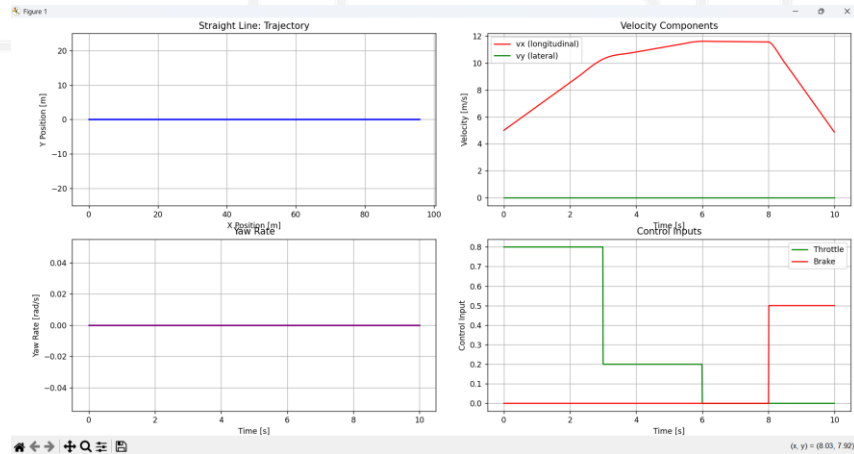 Figure 1
Straight Line: Trajectory
Y Position [m]
20
10
0
−10
−20
0
20
40
60
80
100
X Position [m]
Velocity Components
vx (longitudinal)
vy (lateral)
Velocity [m/s]
12
10
8
6
4
2
0
0
2
4
6
8
10
Time [s]
Yaw Rate
Yaw Rate [rad/s]
0.04
0.02
0.00
−0.02
−0.04
0
2
4
6
8
10
Time [s]
Control Inputs
Throttle
Brake
Control Input
0.8
0.7
0.6
0.5
0.4
0.3
0.2
0.1
0.0
0
2
4
6
8
10
Time [s]
(x, y) = (8.03, 7.92)